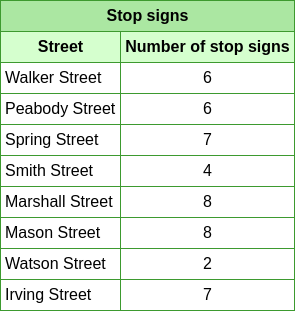 Stop signs
Street Number of stop signs
Walker Street 6
Peabody Street 6
Spring Street 7
Smith Street 4
Marshall Street 8
Mason Street 8
Watson Street 2
Irving Street 7